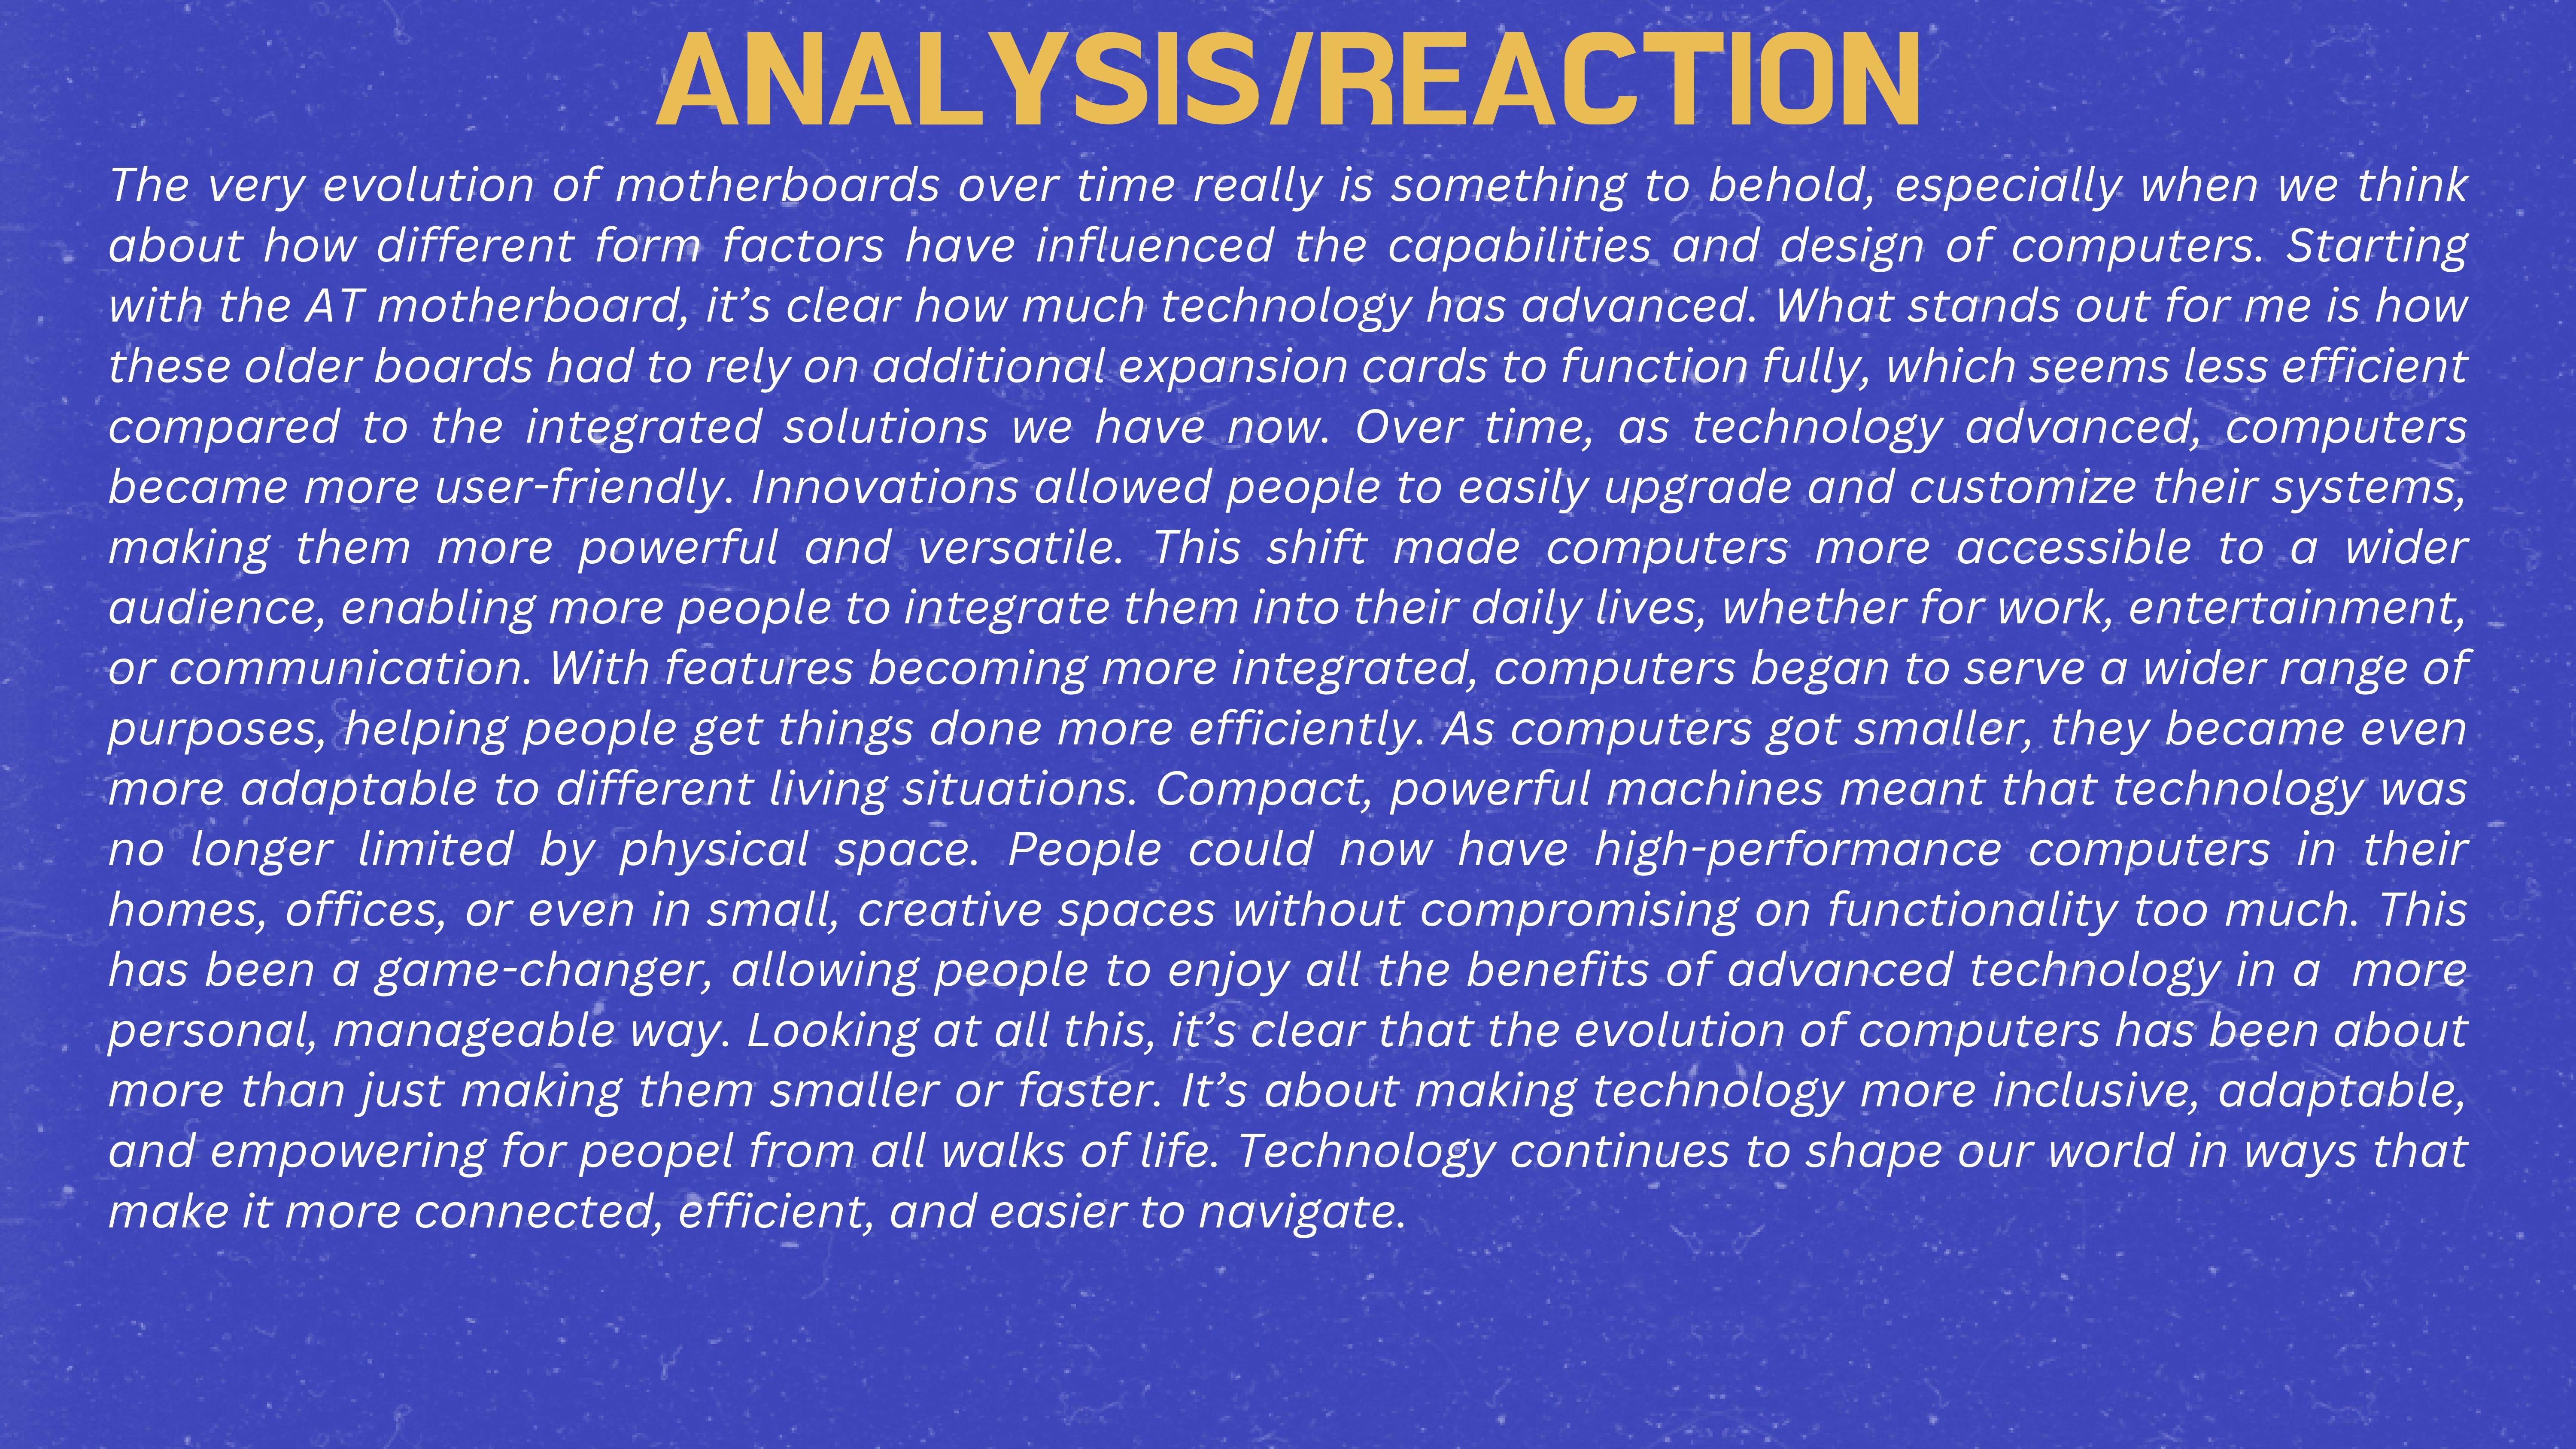 ANALYSIS/REACTION
The very evolution of motherboards over time really is something to behold, especially when we think
about how different form factors have influenced the capabilities and design of computers. Starting
with the AT motherboard, it’s clear how much technology has advanced. What stands out for me is how
these older boards had to rely on additional expansion cards to function fully, which seems less efficient
compared to the integrated solutions we have now. Over time, as technology advanced, computers
became more user-friendly. Innovations allowed people to easily upgrade and customize their systems,
making them more powerful and versatile. This shift made computers more accessible to a wider
audience, enabling more people to integrate them into their daily lives, whether for work, entertainment,
or communication. With features becoming more integrated, computers began to serve a wider range of
purposes, helping people get things done more efficiently. As computers got smaller, they became even
more adaptable to different living situations. Compact, powerful machines meant that technology was
no longer limited by physical space. People could now have high-performance computers in their
homes, offices, or even in small, creative spaces without compromising on functionality too much. This
has been a game-changer, allowing people to enjoy all the benefits of advanced technology in a  more
personal, manageable way. Looking at all this, it’s clear that the evolution of computers has been about
more than just making them smaller or faster. It’s about making technology more inclusive, adaptable,
and empowering for peopel from all walks of life. Technology continues to shape our world in ways that
make it more connected, efficient, and easier to navigate.